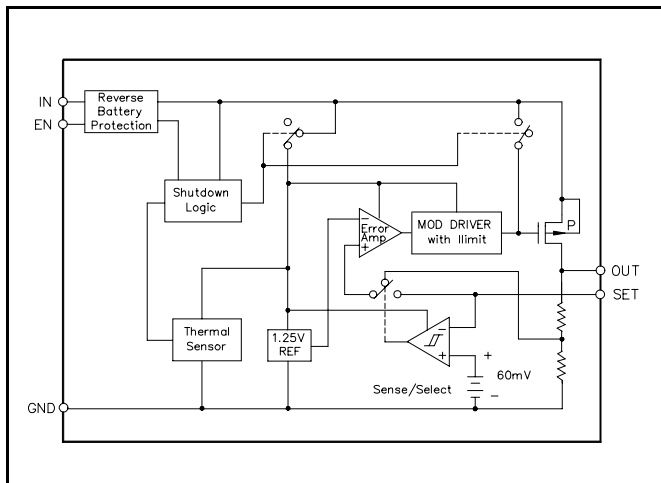 IN
EN
Reverse
Battery
Protection
Shutdown
Logic
−
Error
Amp
+
MOD DRIVER
with Ilimit
P
OUT
SET
Thermal
Sensor
1.25V
REF
−
+
+
60mV
−
Sense/Select
GND